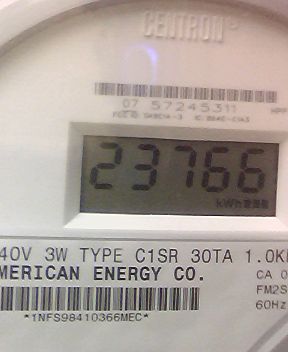 CENTRON®
07 57245311
23766
kWh
40V 3W TYPE C1SR 30TA 1.0K
MERICAN ENERGY CO.
CA 0
FM2S
60Hz
*1NFS98410366MEC*